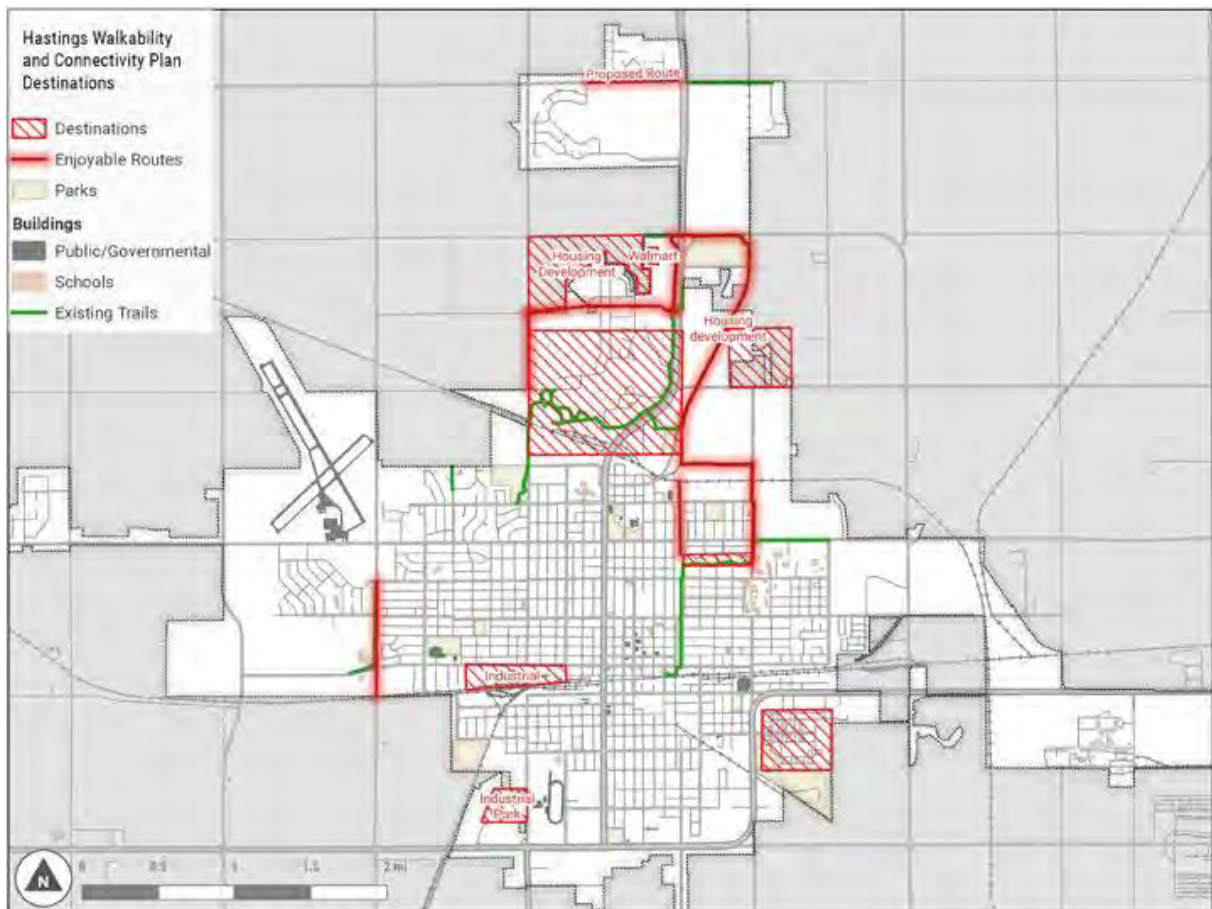 Hastings Walkability
and Connectivity Plan
Destinations
Destinations
Enjoyable Routes
Parks
Buildings
Public/Governmental
Schools
Existing Trails
Proposed Route
Housing
Development
Walmart
Housing
development
Industrial
Industrial
Park
N
0 0.5 1 1.5 2 mi